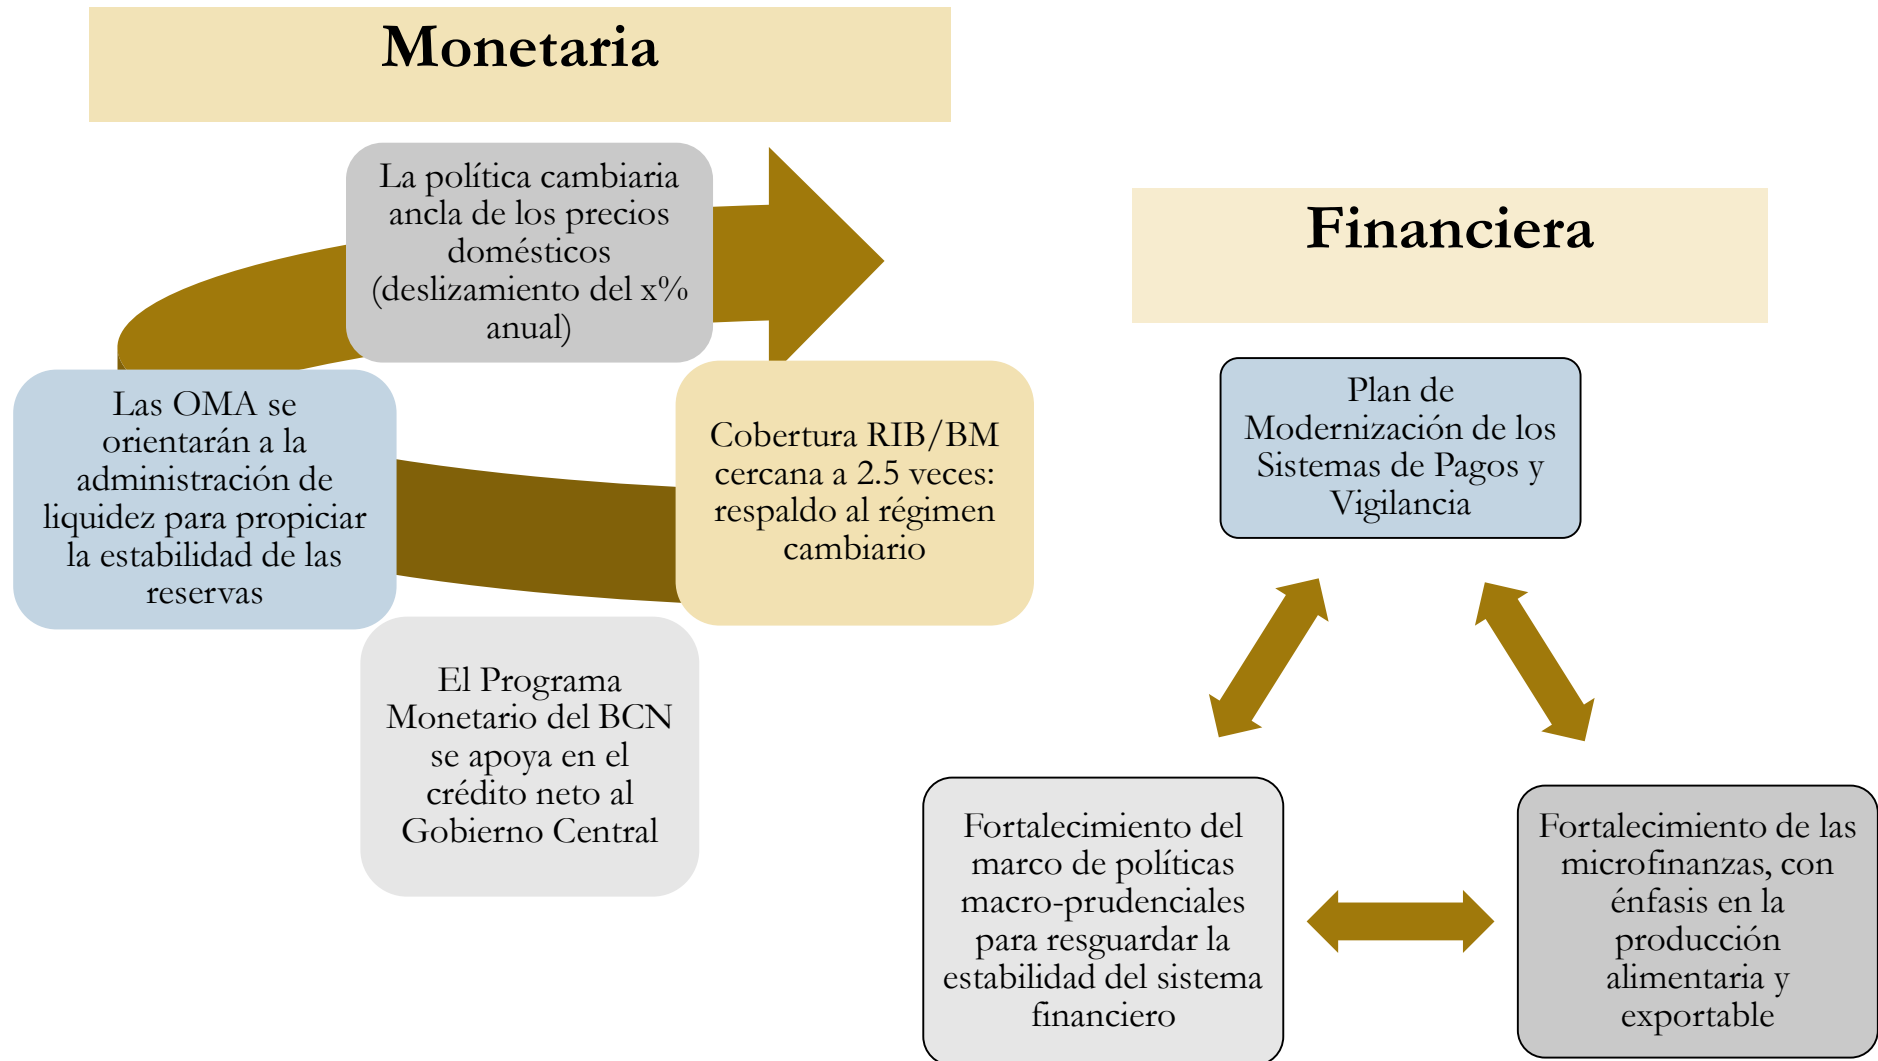 Monetaria
La política cambiaria
ancla de los precios
domésticos
(deslizamiento del x%
anual)
Las OMA se
orientarán a la
administración de
liquidez para propiciar
la estabilidad de las
reservas
Cobertura RIB/BM
cercana a 2.5 veces:
respaldo al régimen
cambiario
El Programa
Monetario del BCN
se apoya en el
crédito neto al
Gobierno Central
Financiera
Plan de
Modernización de los
Sistemas de Pagos y
Vigilancia
Fortalecimiento del
marco de políticas
macro-prudenciales
para resguardar la
estabilidad del sistema
financiero
Fortalecimiento de las
microfinanzas, con
énfasis en la
producción
alimentaria y
exportable